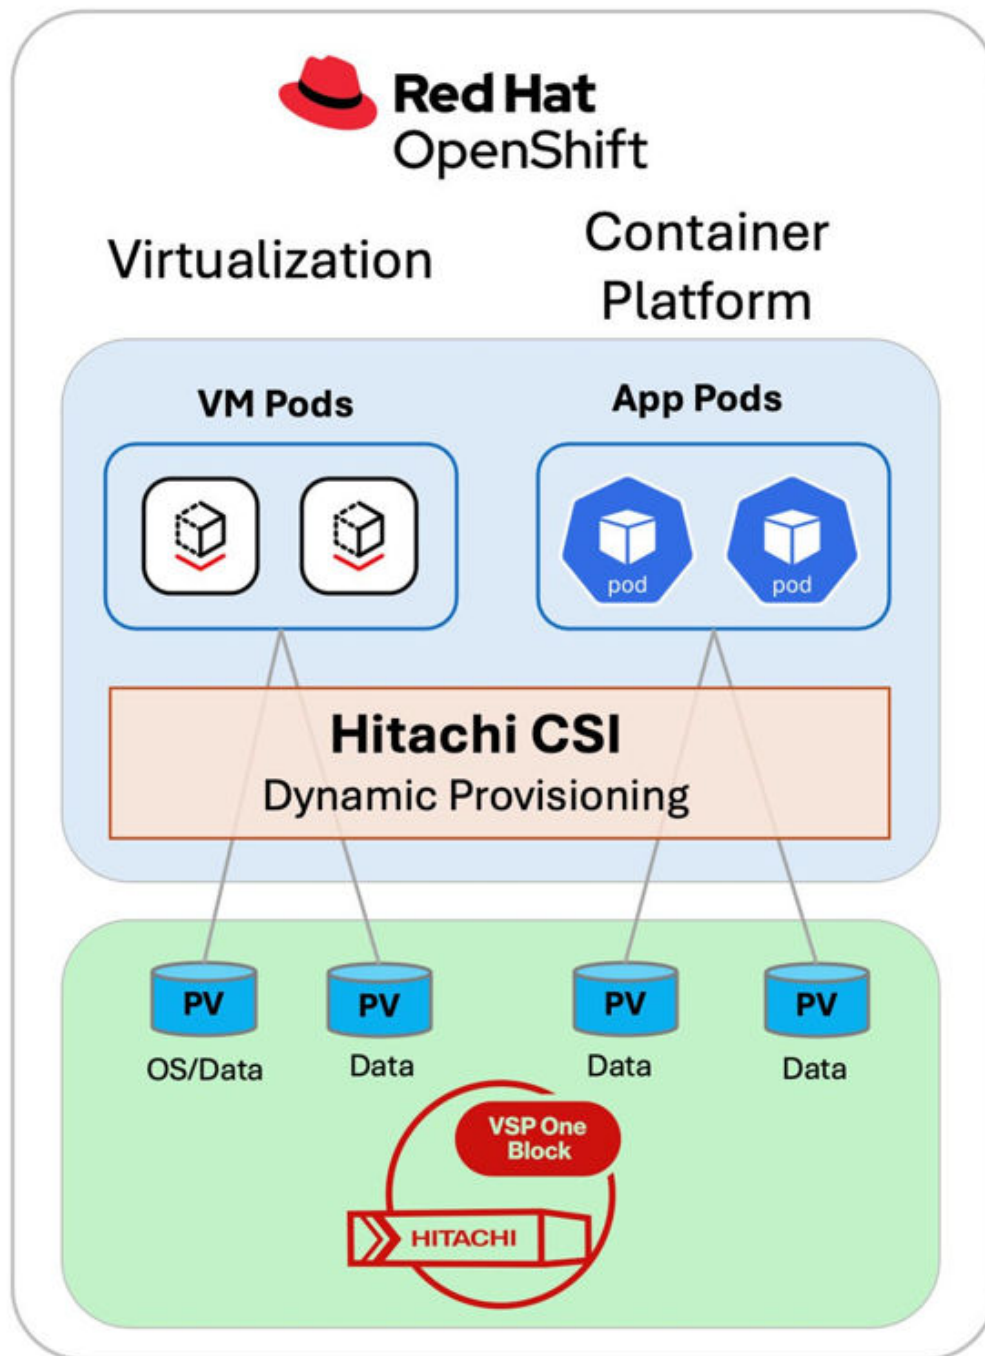 Red Hat
OpenShift
Virtualization
Container
Platform
VM Pods
App Pods
pod
pod
Hitachi CSI
Dynamic Provisioning
PV
PV
PV
PV
OS/Data
Data
Data
Data
VSP One
Block
HITACHI